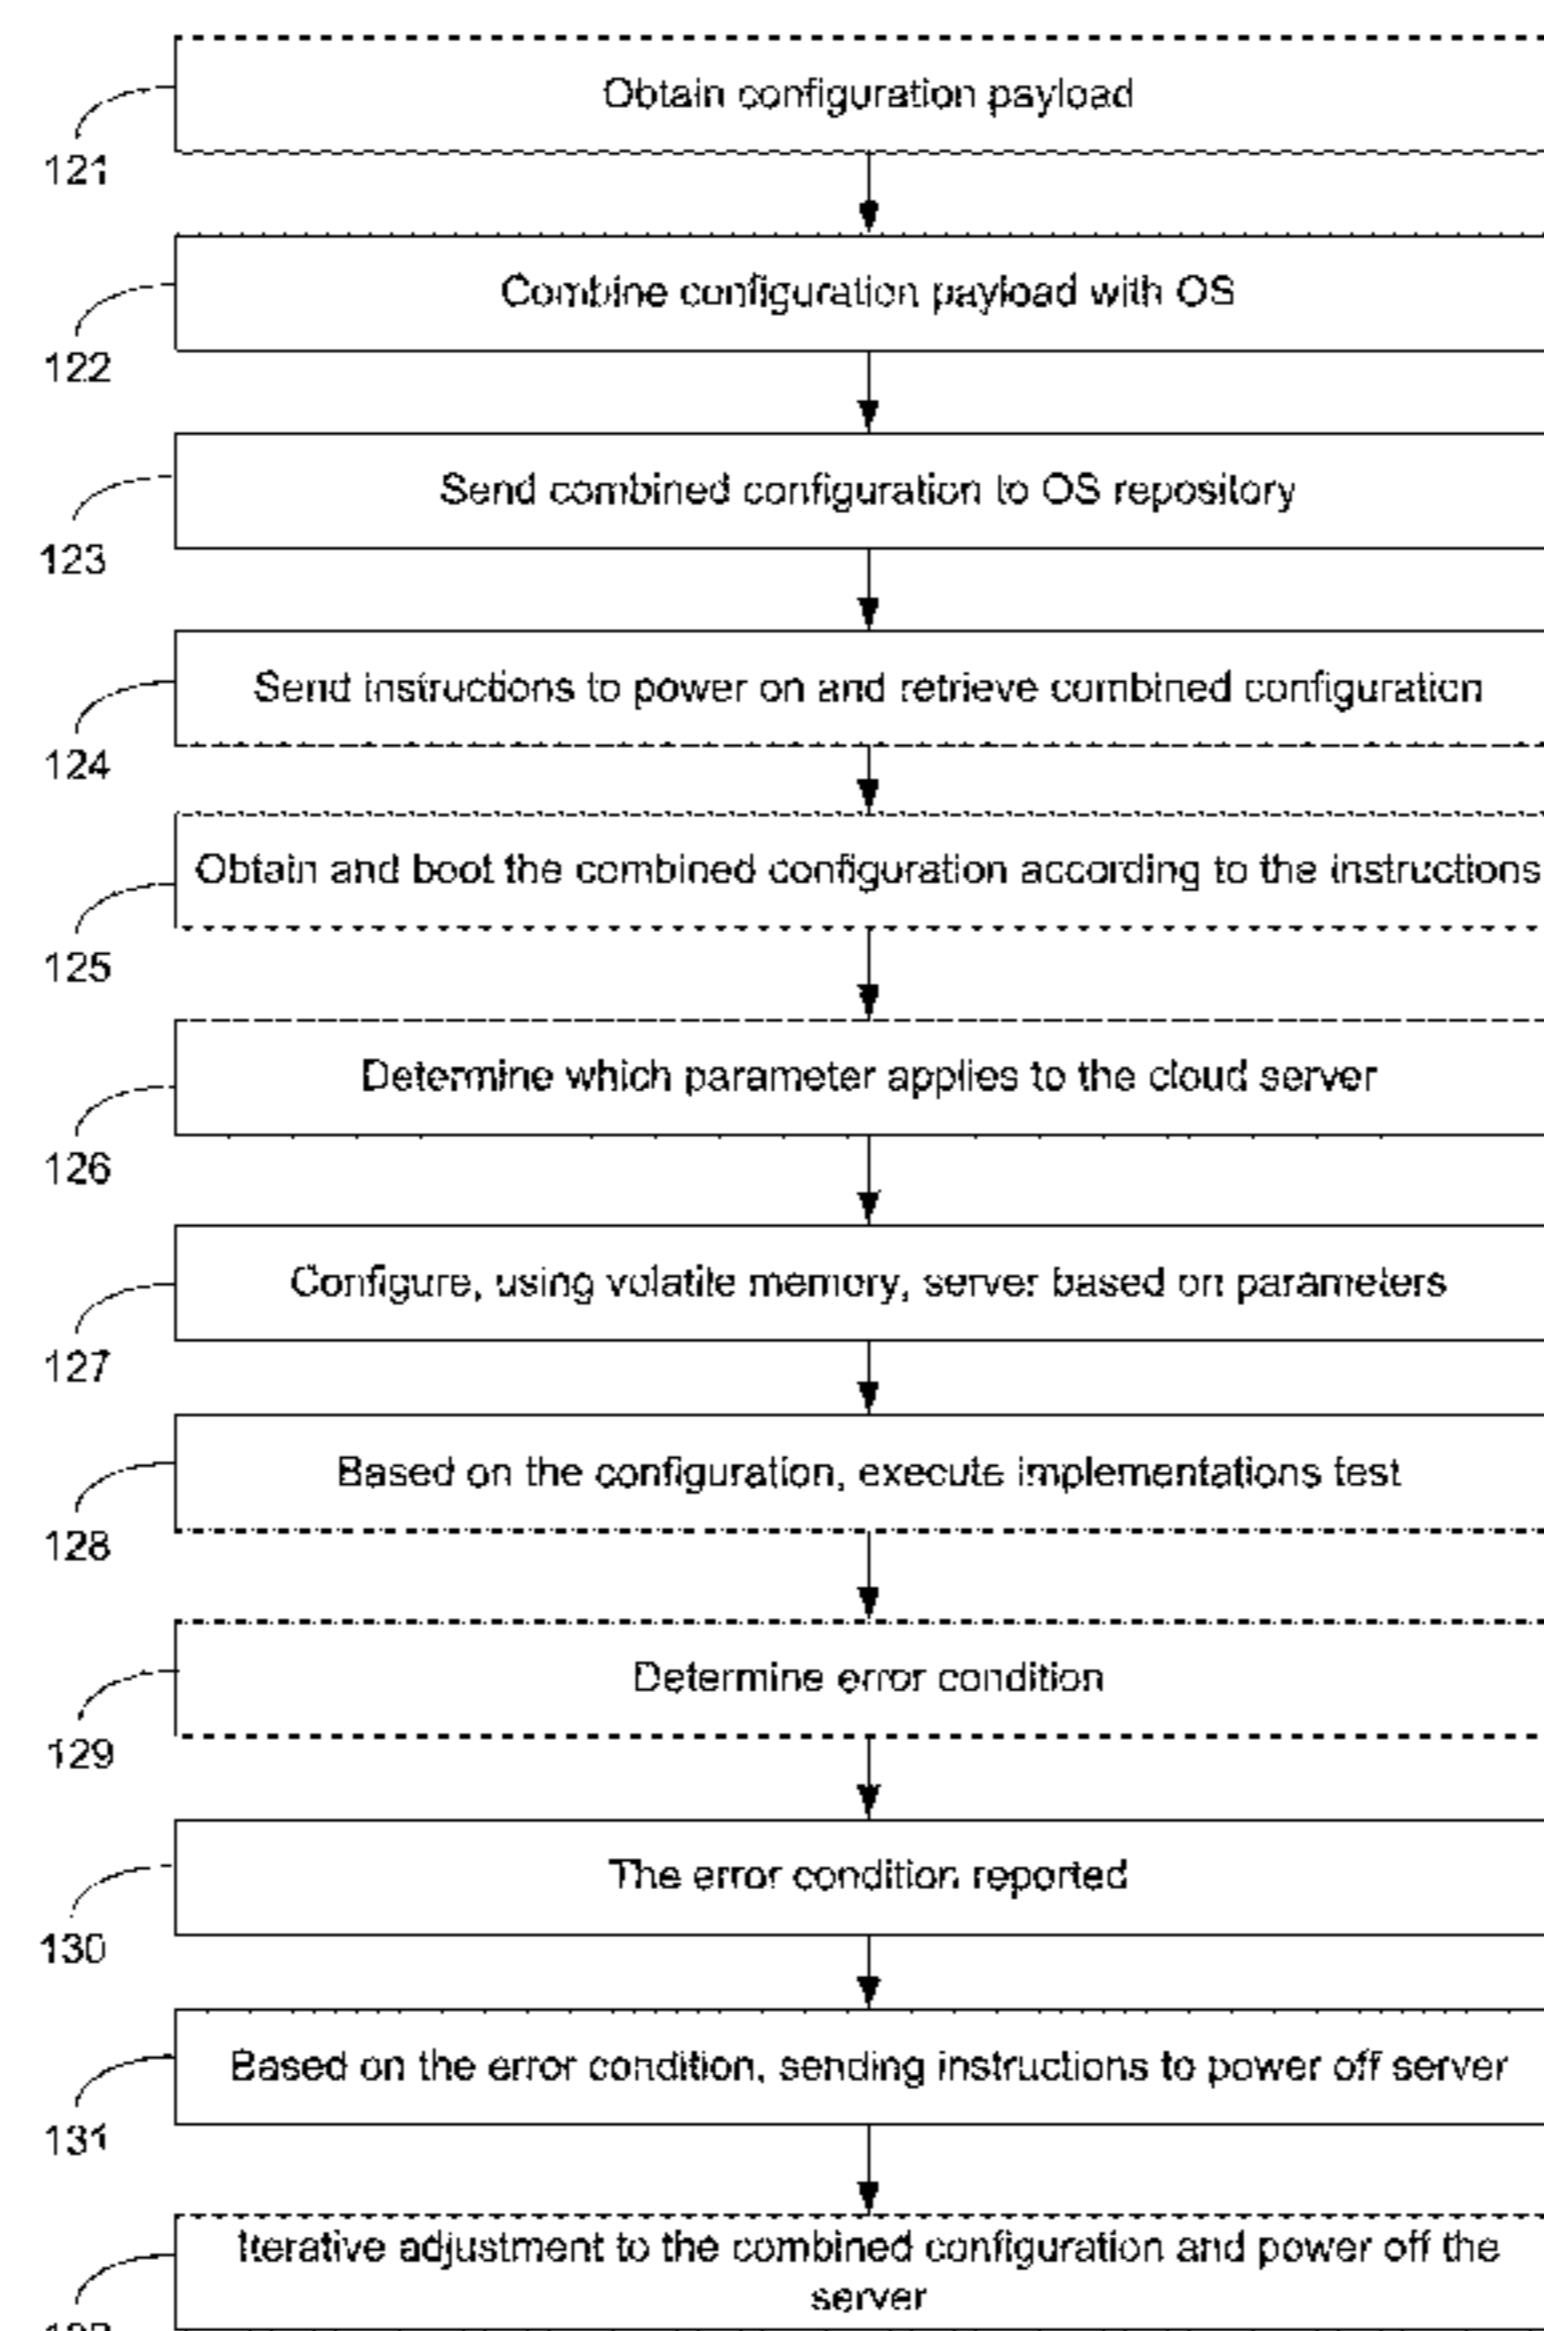 Obtain configuration payload
121
Combine configuration payload with OS
122
Send combined configuration to OS repository
123
Send instructions to power on and retrieve combined configuration
124
Obtain and boot the combined configuration according to the instructions
125
Determine which parameter applies to the cloud server
126
Configure, using volatile memory, server based on parameters
127
Based on the configuration, execute implementations test
128
Determine error condition
129
The error condition reported
130
Based on the error condition, sending instructions to power off server
131
Iterative adjustment to the combined configuration and power off the
server